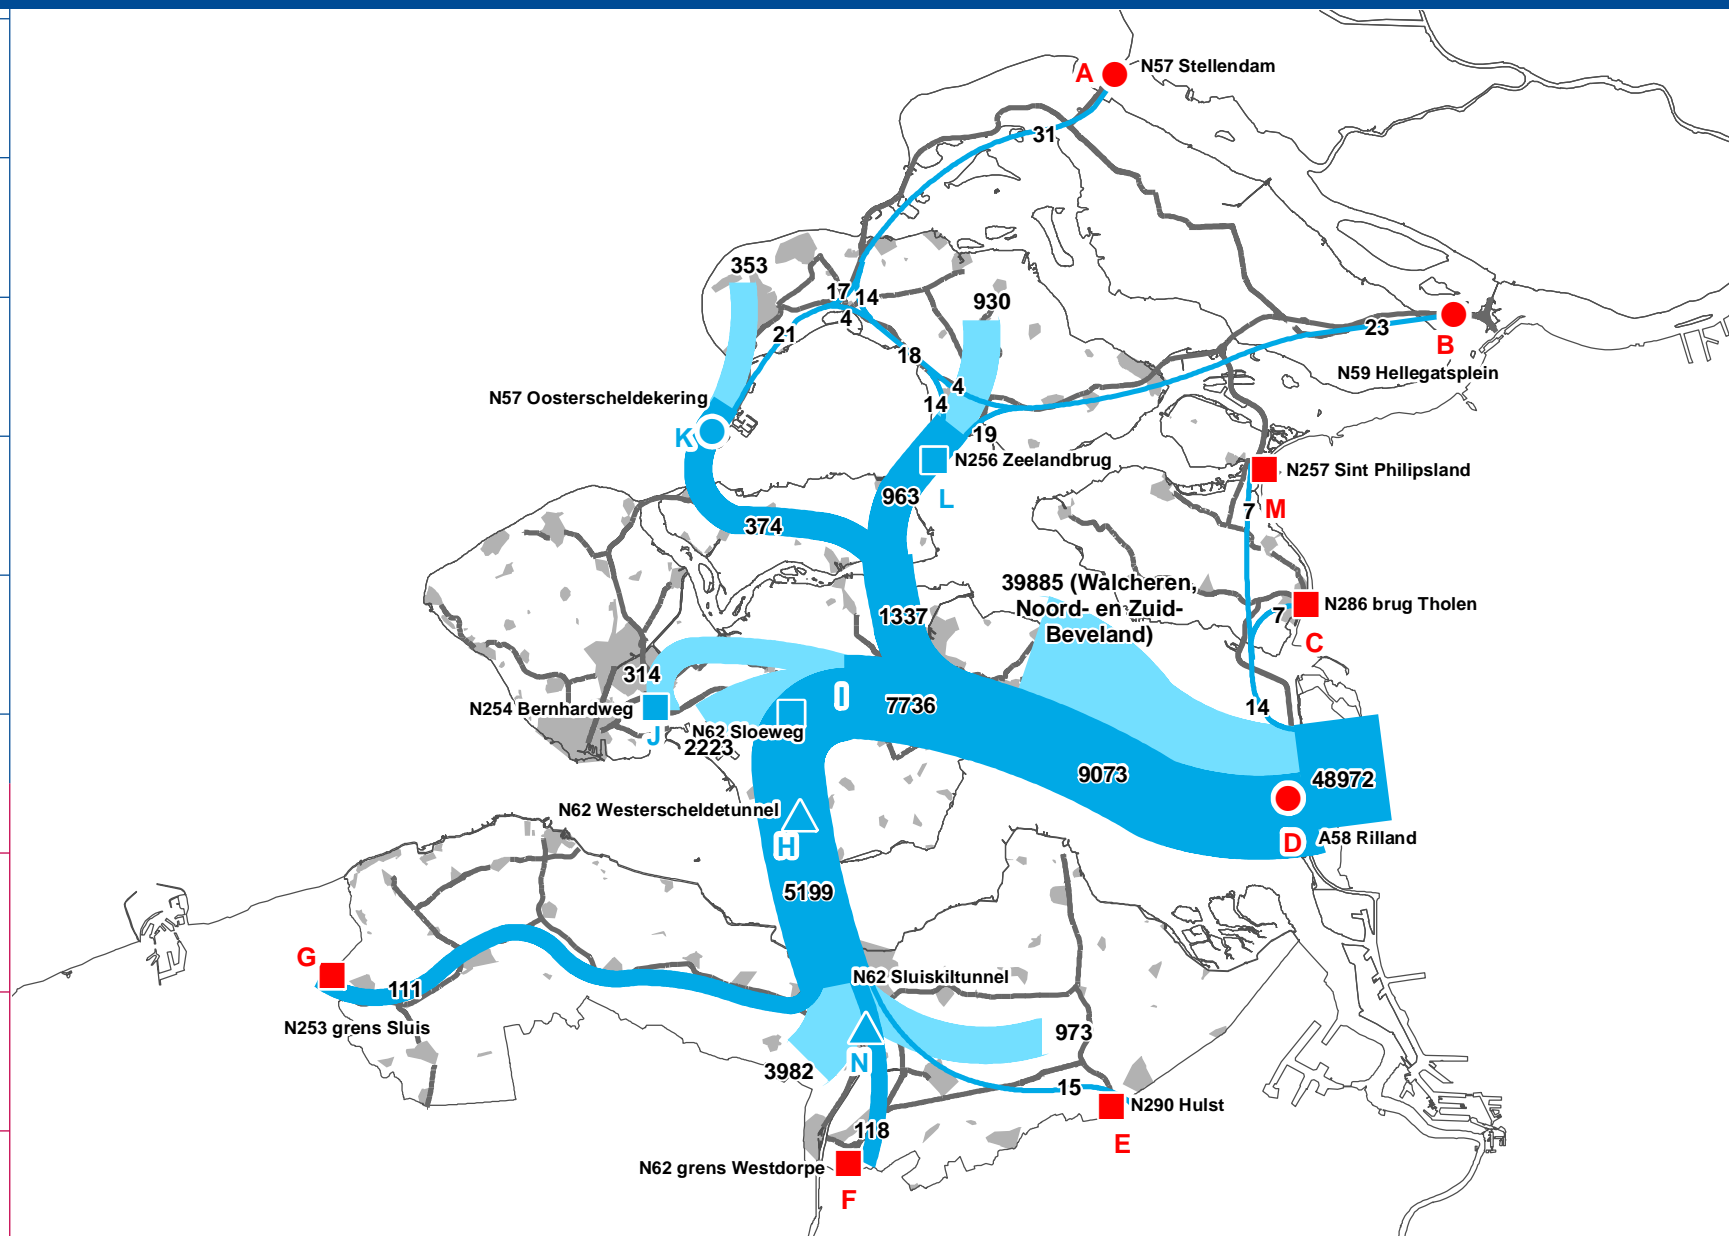 A
N57 Stellendam
31
353
17
14
930
4
21
18
23
B
N59 Hellegatsplein
4
14
N57 Oosterscheldekering
K
19
N256 Zeelandbrug
N257 Sint Philipsland
963
L
7
M
374
39885 (Walcheren,
Noord- en Zuid-
Beveland)
1337
7
N286 brug Tholen
C
314
I
7736
14
N254 Bernhardweg
J
N62 Sloeweg
2223
9073
48972
N62 Westerscheldetunnel
H
D
A58 Rilland
5199
G
N62 Sluiskiltunnel
111
N253 grens Sluis
973
N
3982
15
N290 Hulst
118
E
N62 grens Westdorpe
F